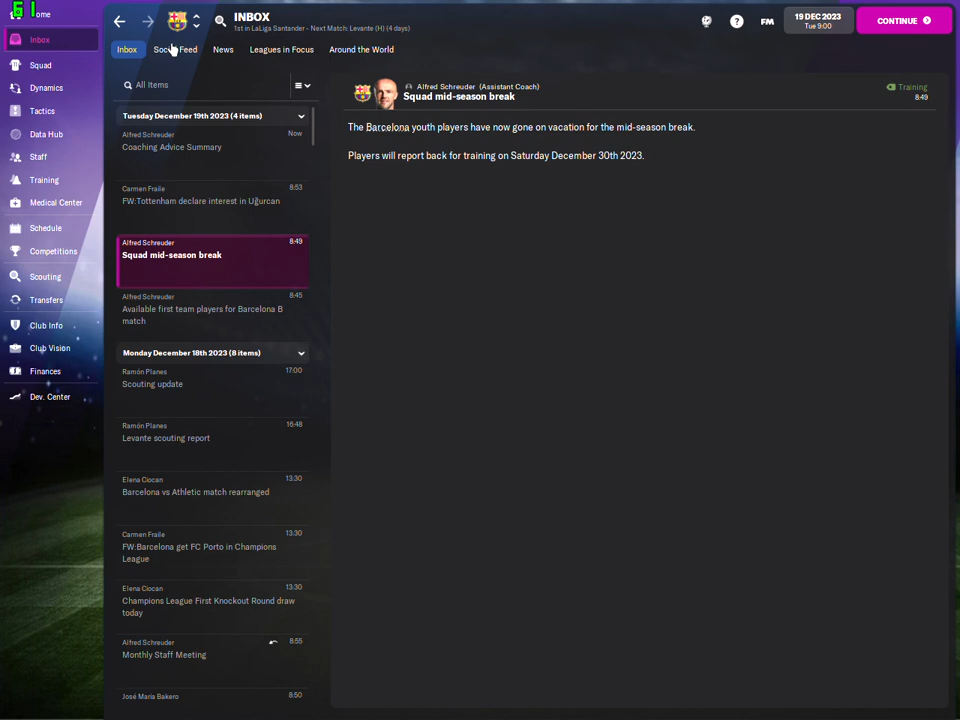 61
ome
INBOX
1st in LaLiga Santander - Next Match: Levante (H) (4 days)
FM
19 DEC 2023
Tue 9:00
CONTINUE
Inbox
Squad
Dynamics
Tactics
Data Hub
Staff
Training
Medical Center
Schedule
Competitions
Scouting
Transfers
Club Info
Club Vision
Finances
Dev. Center
Inbox
Social Feed
News
Leagues in Focus
Around the World
All Items
Tuesday December 19th 2023 (4 items)
Alfred Schreuder
Now
Coaching Advice Summary
Carmen Fraile
8:53
FW:Tottenham declare interest in Uğurcan
Alfred Schreuder
8:49
Squad mid-season break
Alfred Schreuder
8:45
Available first team players for Barcelona B
match
Monday December 18th 2023 (8 items)
Ramón Planes
17:00
Scouting update
Ramón Planes
16:48
Levante scouting report
Elena Ciocan
13:30
Barcelona vs Athletic match rearranged
Carmen Fraile
13:30
FW:Barcelona get FC Porto in Champions
League
Elena Ciocan
13:30
Champions League First Knockout Round draw
today
Alfred Schreuder
8:55
Monthly Staff Meeting
José María Bakero
8:50
Alfred Schreuder (Assistant Coach)
Squad mid-season break
Training
8:49
The Barcelona youth players have now gone on vacation for the mid-season break.
Players will report back for training on Saturday December 30th 2023.